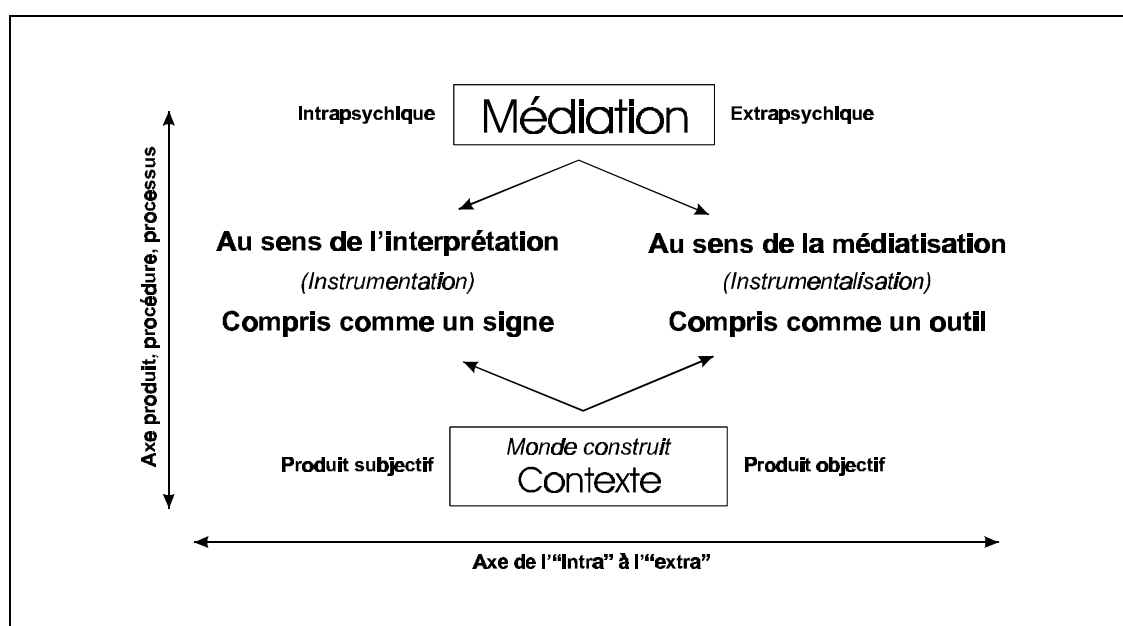 Intrapsychique
Médiation
Extrapsychique
Axe produit, procédure, processus
Au sens de l'interprétation
(Instrumentation)
Compris comme un signe
Au sens de la médiatisation
(Instrumentalisation)
Compris comme un outil
Produit subjectif
Monde construit
Contexte
Produit objectif
Axe de l'"Intra" à l'"extra"